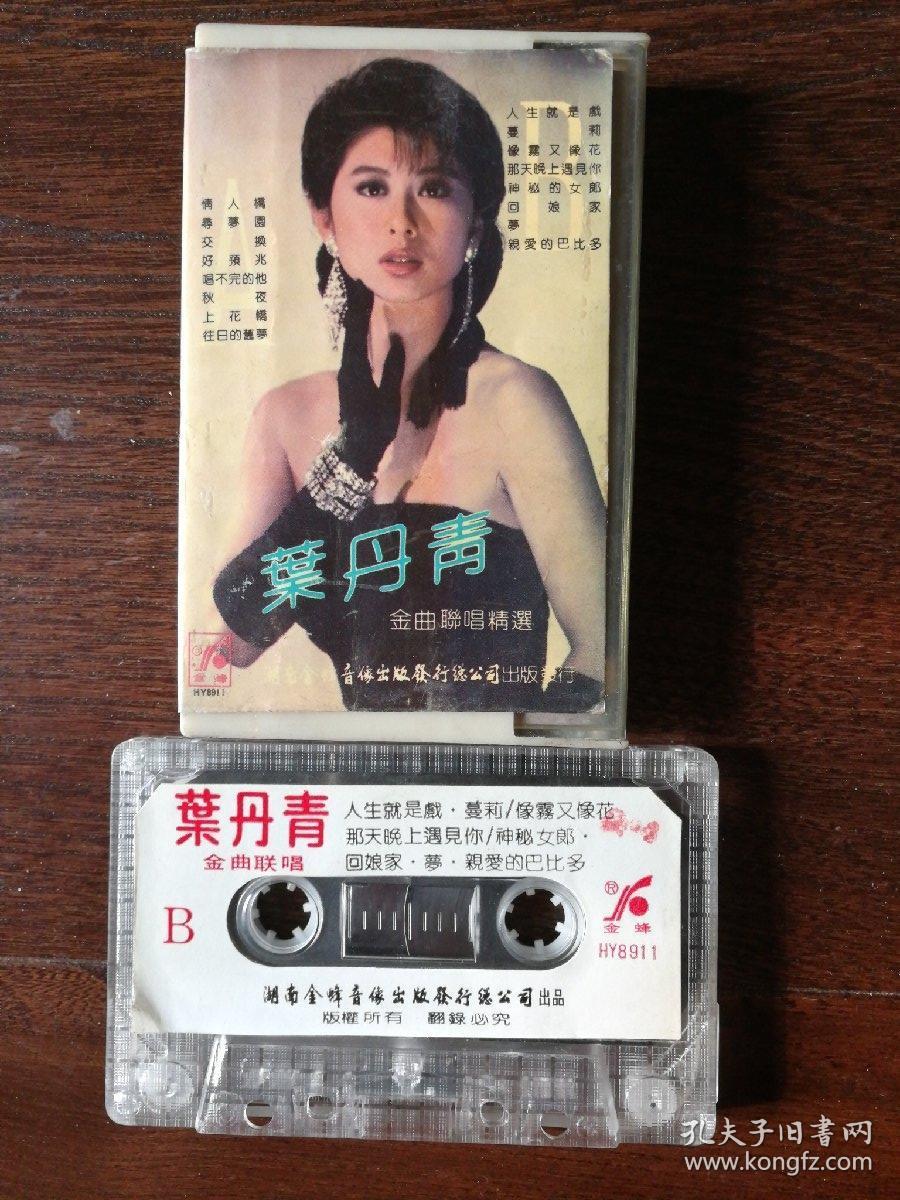 人生就是戲
蔓莉
像霧又像花
那天晚上遇見你
神秘的女郎
回娘家
夢
親愛的巴比多
B
A
情人橋
尋夢園
交換
好預兆
唱不完的他
秋夜
上花橋
往日的舊夢
葉丹青
金曲聯唱精選
金蜂
HY8911
湖南金蜂音像出版發行總公司出版發行
葉丹青
金曲联唱
人生就是戲·蔓莉/像霧又像花
那天晚上遇見你/神秘女郎·
回娘家·夢·親愛的巴比多
B
®
金蜂
HY8911
湖南金蜂音像出版發行總公司出品
版權所有 翻録必究
孔夫子旧书网
www.kongfz.com